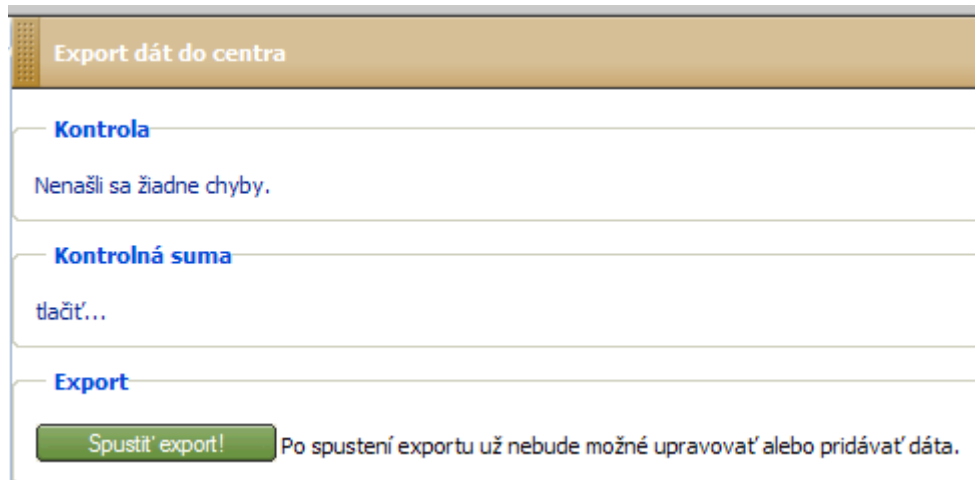 Export dát do centra
Kontrola
Nenašli sa žiadne chyby.
Kontrolná suma
tlačiť...
Export
Spustiť export! Po spustení exportu už nebude možné upravovať alebo pridávať dáta.